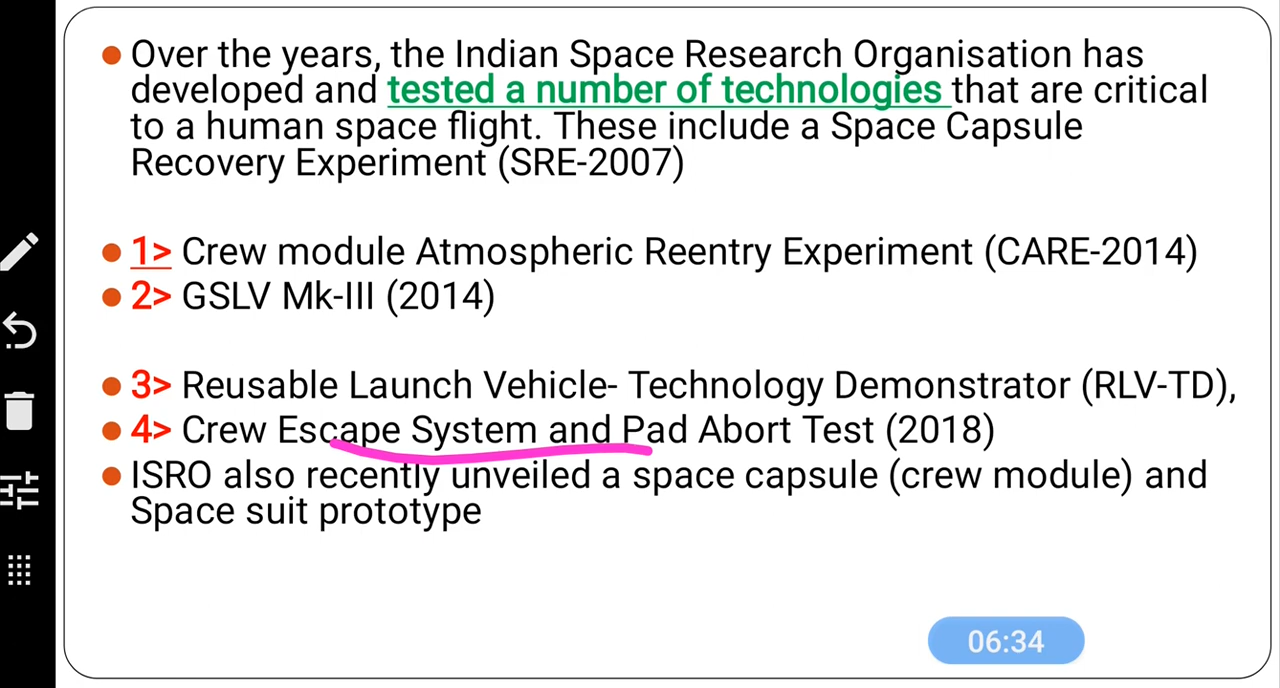 Over the years, the Indian Space Research Organisation has
developed and tested a number of technologies that are critical
to a human space flight. These include a Space Capsule
Recovery Experiment (SRE-2007)
1> Crew module Atmospheric Reentry Experiment (CARE-2014)
2> GSLV Mk-III (2014)
3> Reusable Launch Vehicle- Technology Demonstrator (RLV-TD),
4> Crew Escape System and Pad Abort Test (2018)
ISRO also recently unveiled a space capsule (crew module) and
Space suit prototype
06:34